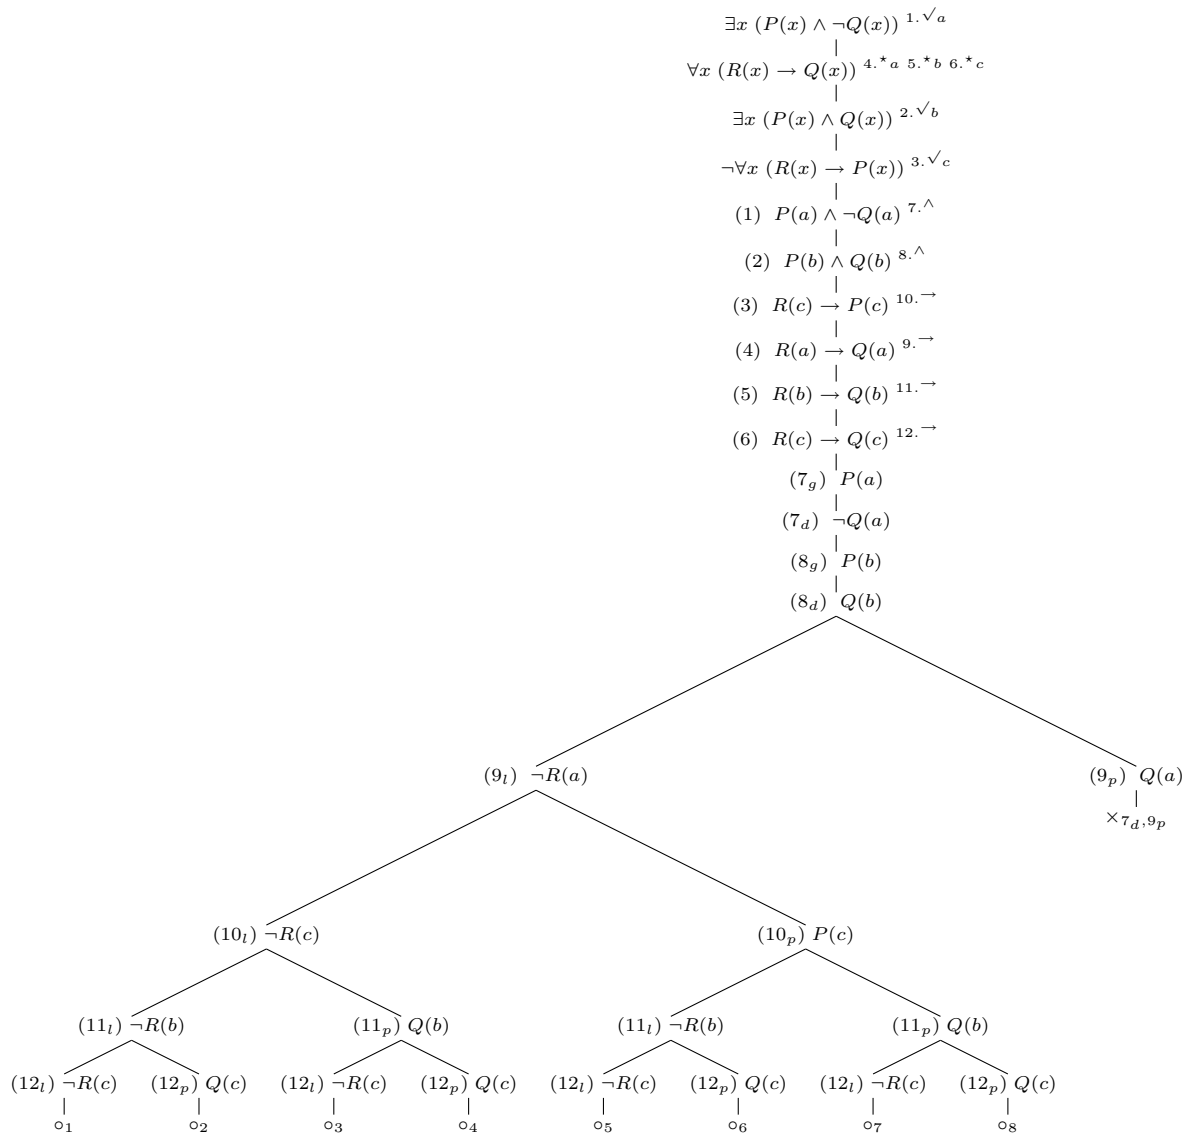 ∃x (P(x) ∧ ¬Q(x)) 1.√a
∀x (R(x) → Q(x)) 4.⋆a 5.⋆b 6.⋆c
∃x (P(x) ∧ Q(x)) 2.√b
¬∀x (R(x) → P(x)) 3.√c
(1) P(a) ∧ ¬Q(a) 7.∧
(2) P(b) ∧ Q(b) 8.∧
(3) R(c) → P(c) 10.→
(4) R(a) → Q(a) 9.→
(5) R(b) → Q(b) 11.→
(6) R(c) → Q(c) 12.→
(7g) P(a)
(7d) ¬Q(a)
(8g) P(b)
(8d) Q(b)
(9l) ¬R(a) (9p) Q(a)
×7d,9p
(10l) ¬R(c) (10p) P(c)
(11l) ¬R(b) (11p) Q(b) (11l) ¬R(b) (11p) Q(b)
(12l) ¬R(c) (12p) Q(c) (12l) ¬R(c) (12p) Q(c) (12l) ¬R(c) (12p) Q(c) (12l) ¬R(c) (12p) Q(c)
∘1 ∘2 ∘3 ∘4 ∘5 ∘6 ∘7 ∘8